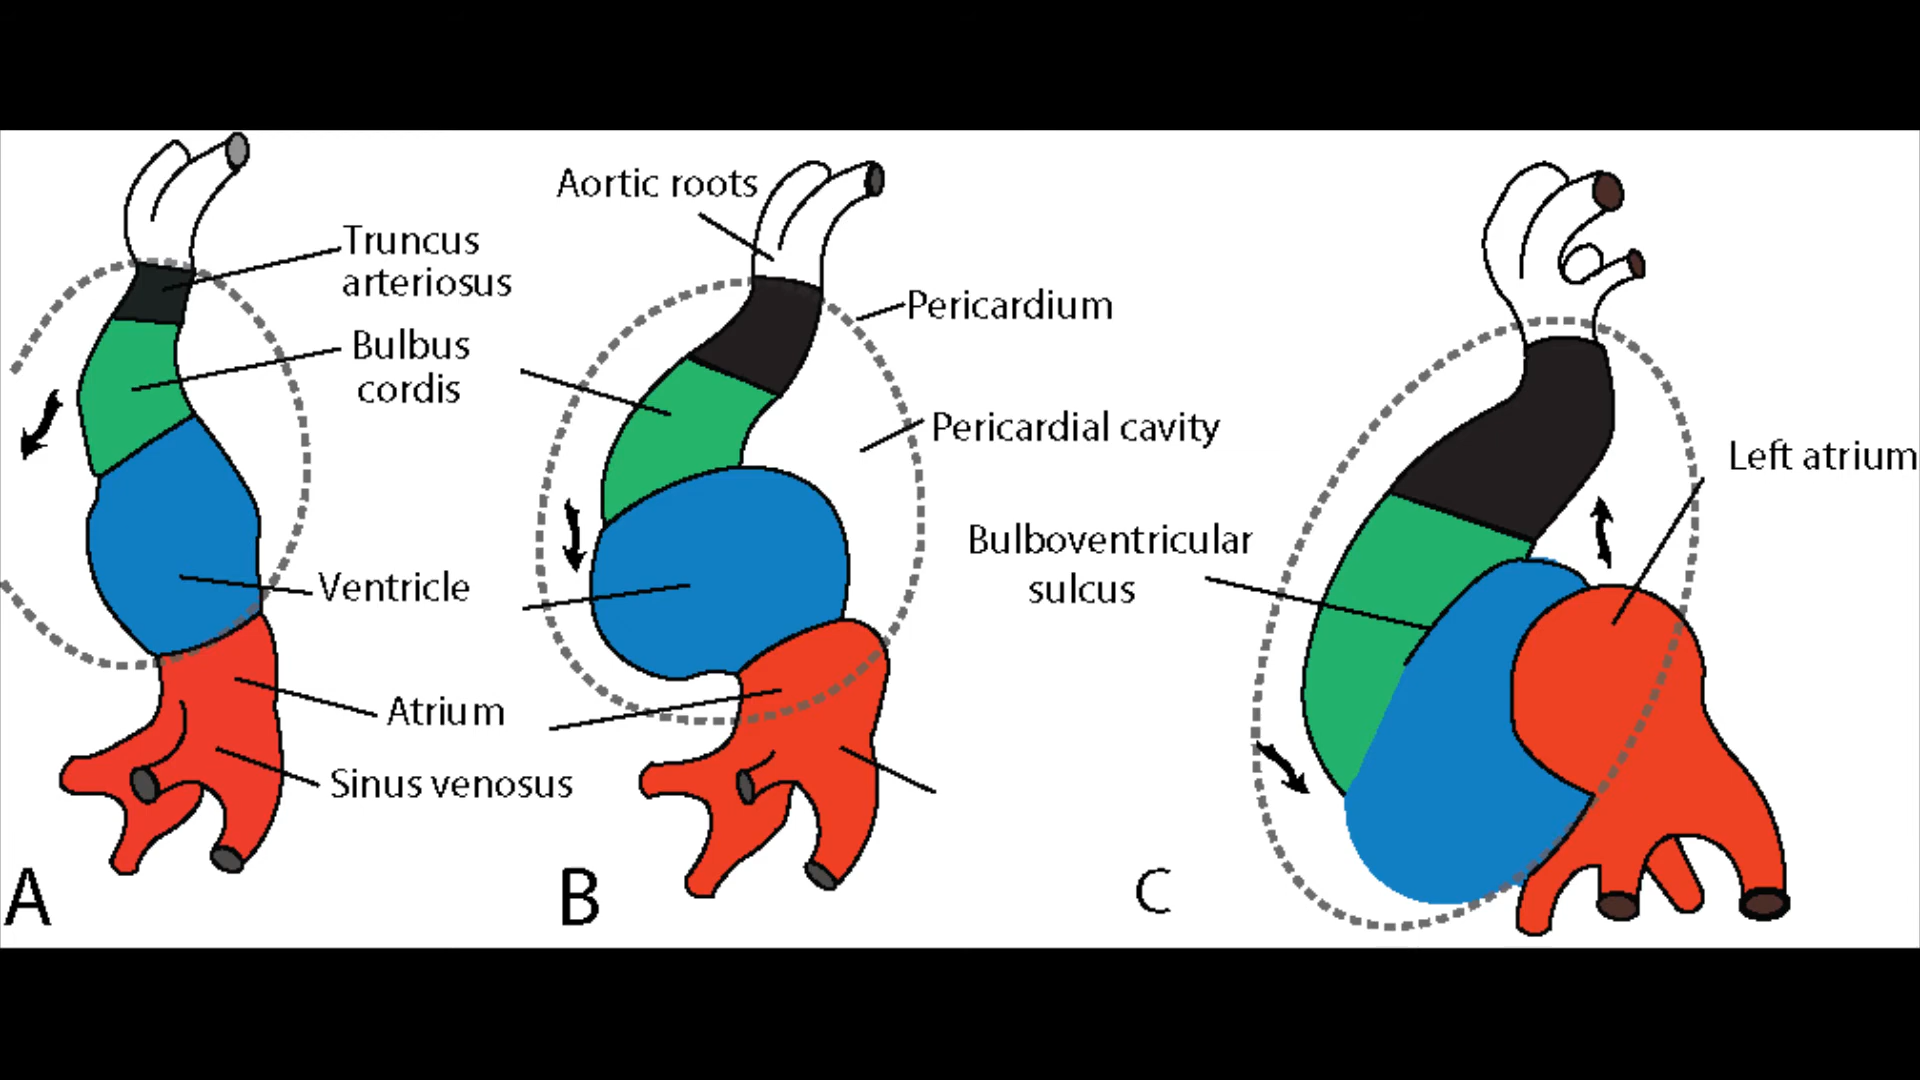 Aortic roots
Truncus
arteriosus
Pericardium
Bulbus
cordis
Pericardial cavity
Left atrium
Bulboventricular
sulcus
Ventricle
Atrium
Sinus venosus
A
B
C